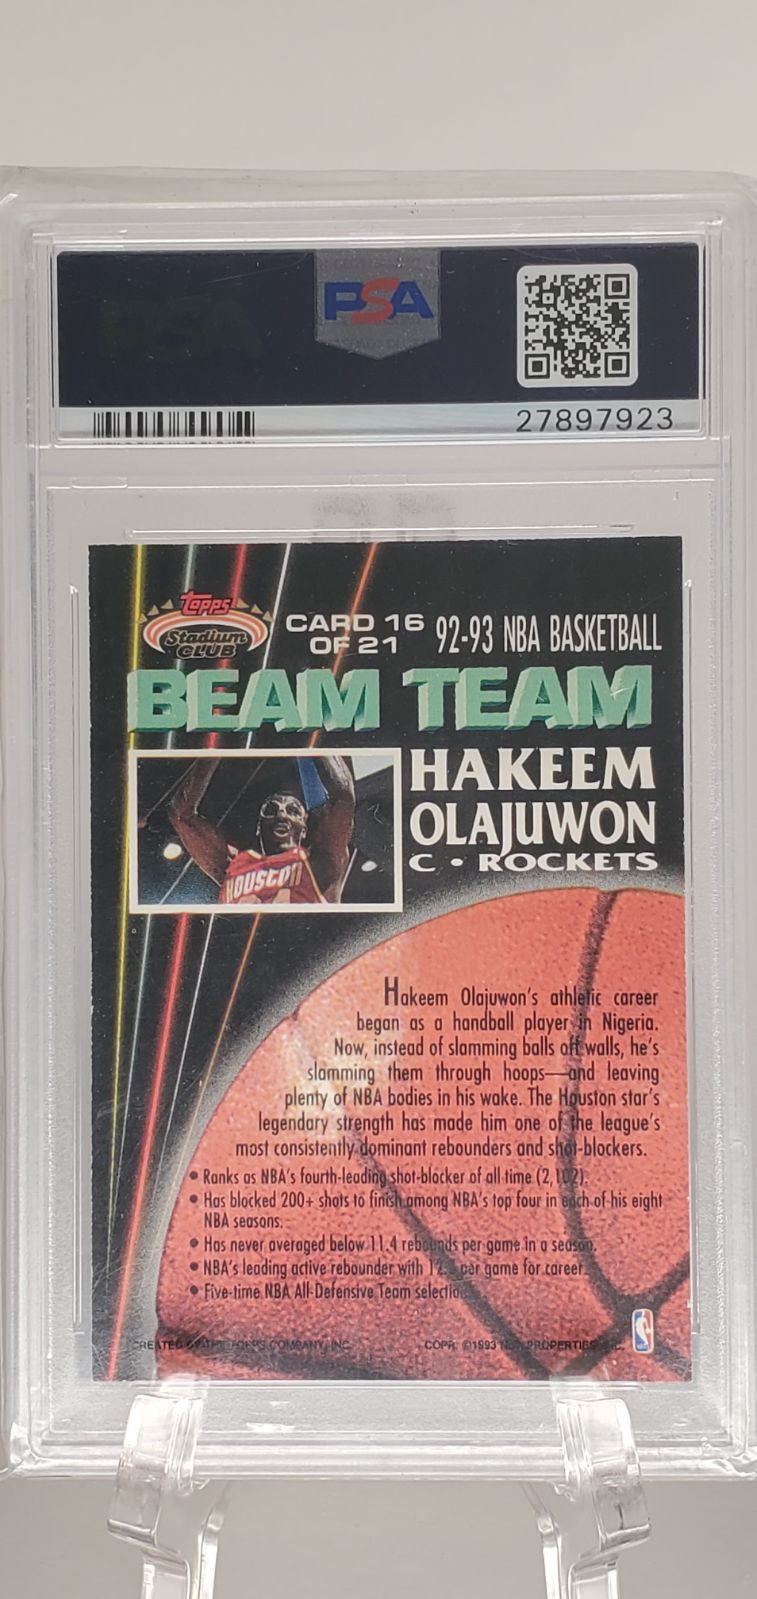 PSA
27897923
Topps
Stadium
CLUB
CARD 16
OF 21
92-93 NBA BASKETBALL
BEAM TEAM
HAKEEM
OLAJUWON
C • ROCKETS
HOUSTON
Hakeem Olajuwon's athletic career
began as a handball player in Nigeria.
Now, instead of slamming balls off walls, he's
slamming them through hoops—and leaving
plenty of NBA bodies in his wake. The Houston star's
legendary strength has made him one of the league's
most consistently dominant rebounders and shot-blockers.
• Ranks as NBA's fourth-leading shot-blocker of all time (2,102).
• Has blocked 200+ shots to finish among NBA's top four in each of his eight
NBA seasons.
• Has never averaged below 11.4 rebounds per game in a season.
• NBA's leading active rebounder with per game for career.
• Five-time NBA All-Defensive Team selection.
CREATED BY THE TOPPS COMPANY, INC.
COPR. ©1993 NBA PROPERTIES, INC.